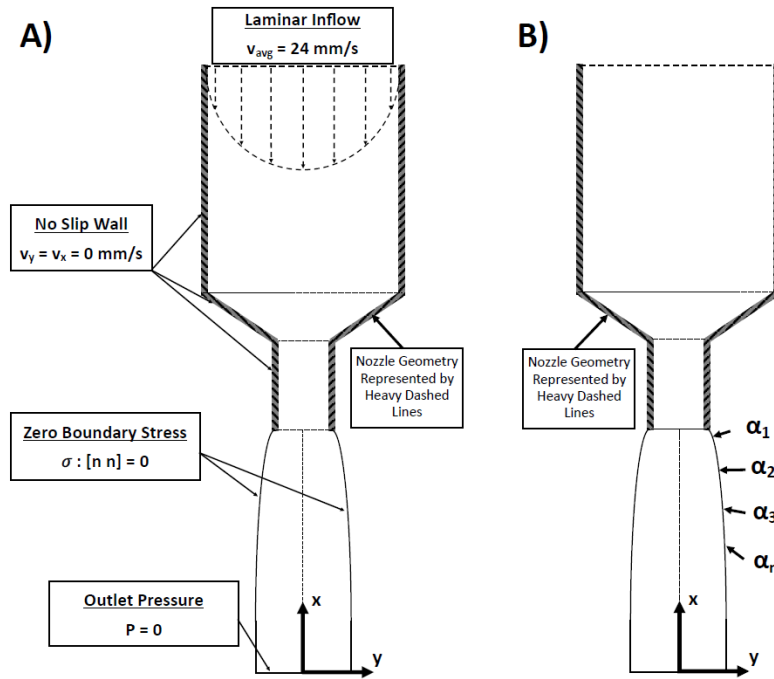 A)
Laminar Inflow
vavg = 24 mm/s
No Slip Wall
vy = vx = 0 mm/s
Nozzle Geometry
Represented by
Heavy Dashed
Lines
Zero Boundary Stress
σ : [n n] = 0
Outlet Pressure
P = 0
x
y
B)
Nozzle Geometry
Represented by
Heavy Dashed
Lines
α1
α2
α3
αr
x
y